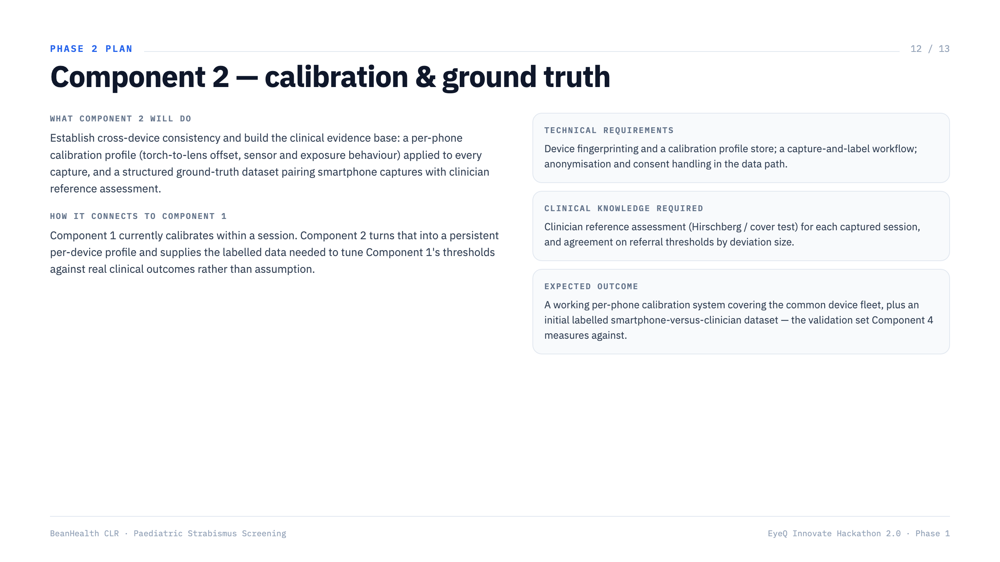 PHASE 2 PLAN
12 / 13
Component 2 — calibration & ground truth
WHAT COMPONENT 2 WILL DO
Establish cross-device consistency and build the clinical evidence base: a per-phone
calibration profile (torch-to-lens offset, sensor and exposure behaviour) applied to every
capture, and a structured ground-truth dataset pairing smartphone captures with clinician
reference assessment.
HOW IT CONNECTS TO COMPONENT 1
Component 1 currently calibrates within a session. Component 2 turns that into a persistent
per-device profile and supplies the labelled data needed to tune Component 1's thresholds
against real clinical outcomes rather than assumption.
TECHNICAL REQUIREMENTS
Device fingerprinting and a calibration profile store; a capture-and-label workflow;
anonymisation and consent handling in the data path.
CLINICAL KNOWLEDGE REQUIRED
Clinician reference assessment (Hirschberg / cover test) for each captured session,
and agreement on referral thresholds by deviation size.
EXPECTED OUTCOME
A working per-phone calibration system covering the common device fleet, plus an
initial labelled smartphone-versus-clinician dataset — the validation set Component 4
measures against.
BeanHealth CLR · Paediatric Strabismus Screening
EyeQ Innovate Hackathon 2.0 · Phase 1